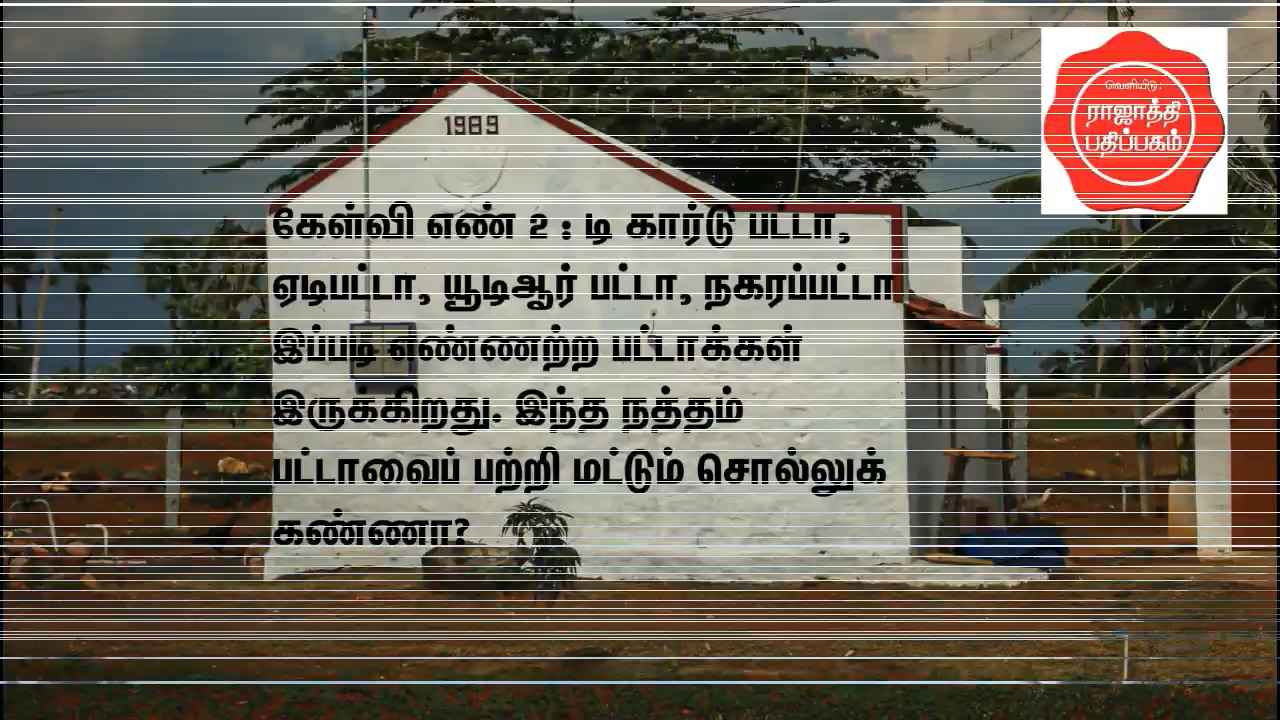 வெளியீடு:
ராஜாத்தி
பதிப்பகம்
1989
கேள்வி எண் 2 : டி கார்டு பட்டா,
ஏடிபட்டா, யூடிஆர் பட்டா, நகரப்பட்டா
இப்படி எண்ணற்ற பட்டாக்கள்
இருக்கிறது. இந்த நத்தம்
பட்டாவைப் பற்றி மட்டும் சொல்லுக்
கண்ணா?